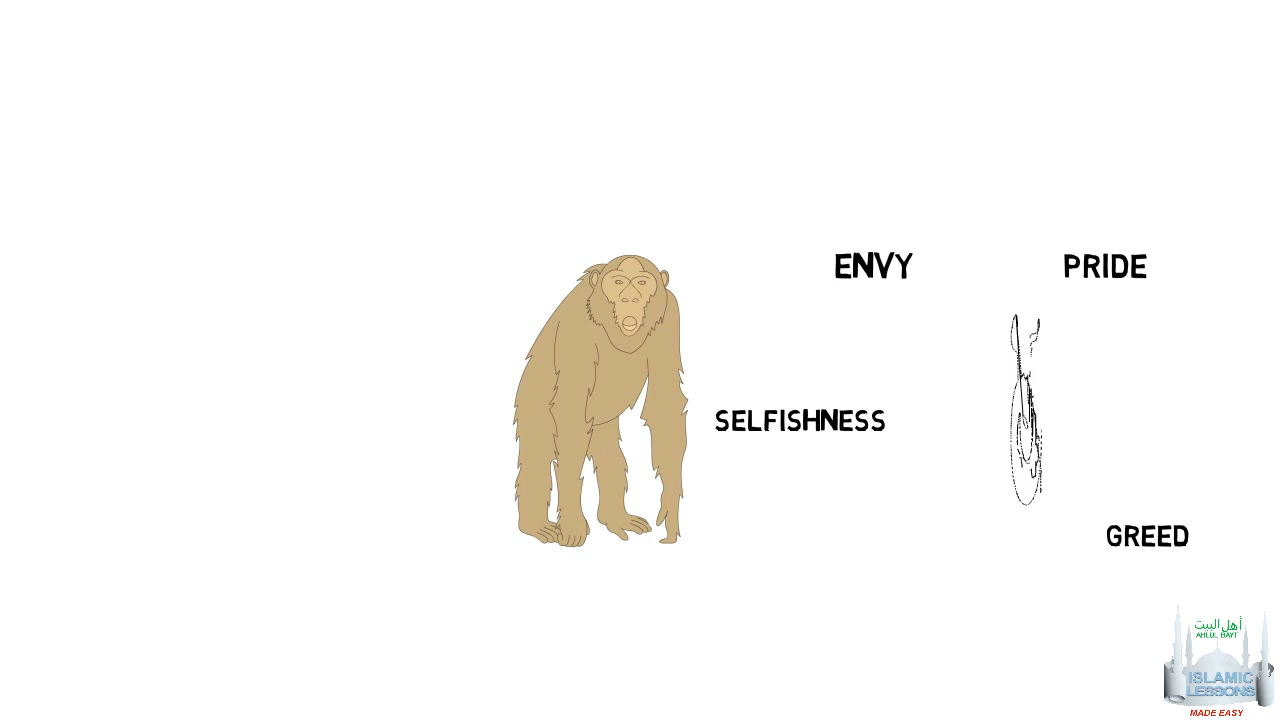 ENVY PRIDE
SELFISHNESS
GREED
أهل البيت
AHLUL BAYT
ISLAMIC
LESSONS
MADE EASY